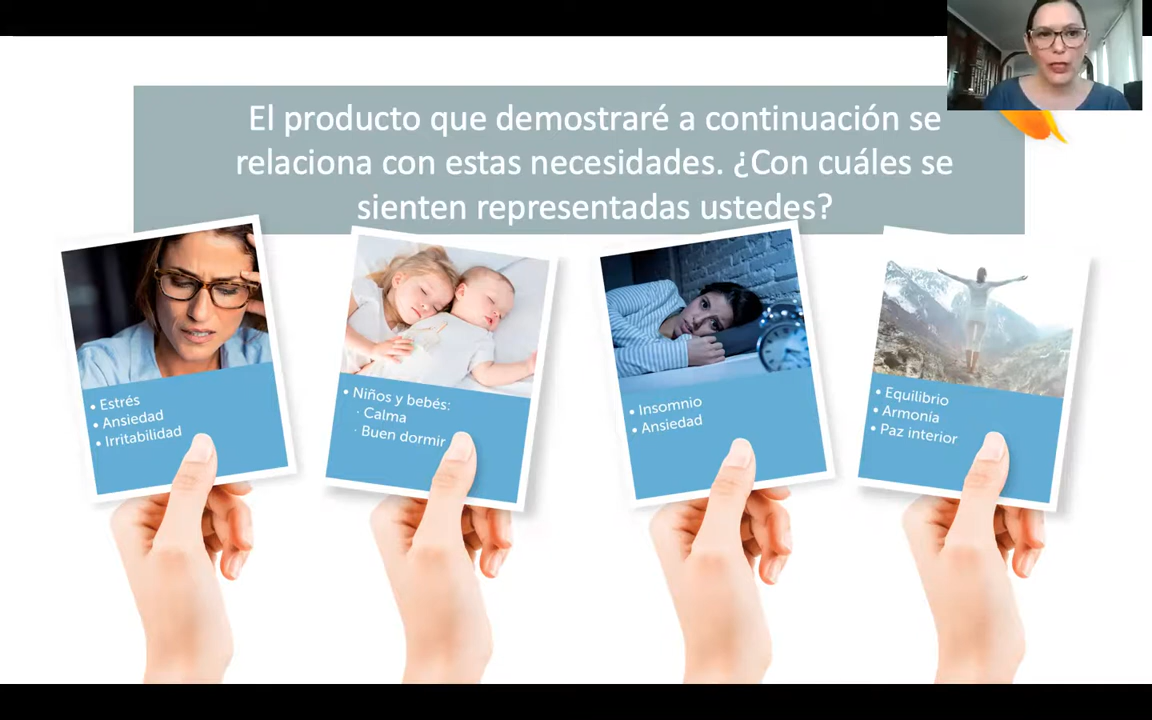 El producto que demostraré a continuación se
relaciona con estas necesidades. ¿Con cuáles se
sienten representadas ustedes?
• Estrés
• Ansiedad
• Irritabilidad
• Niños y bebés:
· Calma
· Buen dormir
• Insomnio
• Ansiedad
• Equilibrio
• Armonía
• Paz interior